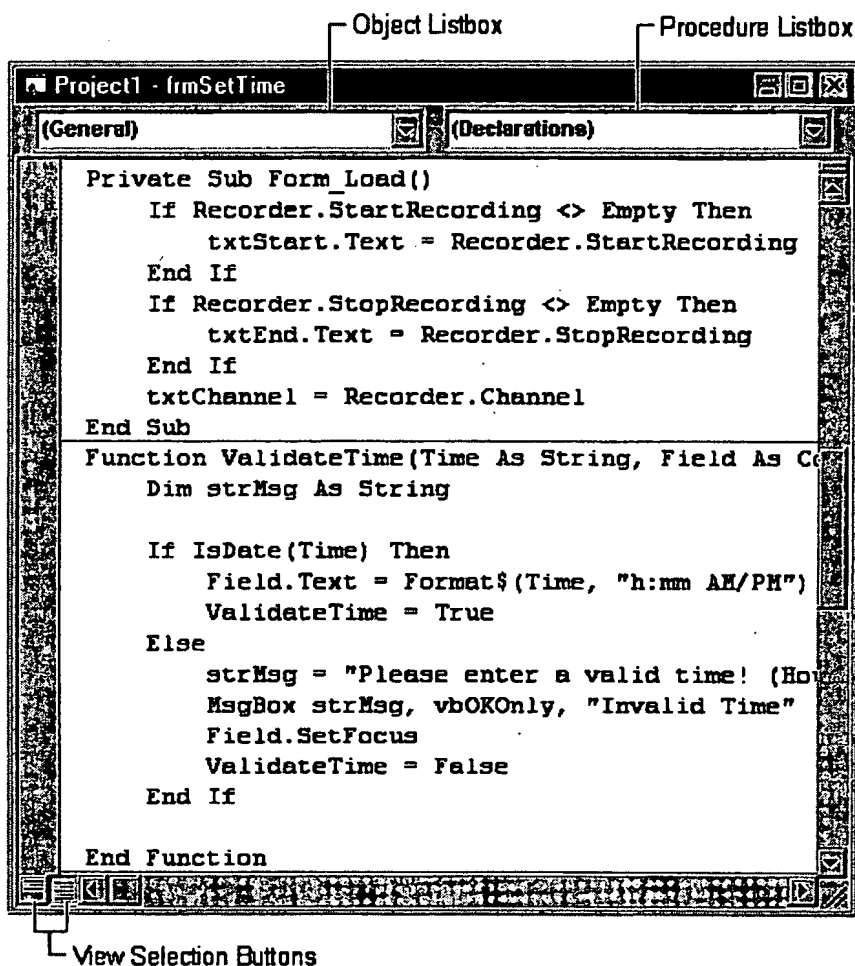 Object Listbox
Procedure Listbox
Project1 - frmSetTime
(General)
(Declarations)
Private Sub Form_Load()
If Recorder.StartRecording <> Empty Then
txtStart.Text = Recorder.StartRecording
End If
If Recorder.StopRecording <> Empty Then
txtEnd.Text = Recorder.StopRecording
End If
txtChannel = Recorder.Channel
End Sub
Function ValidateTime(Time As String, Field As Co
Dim strMsg As String
If IsDate(Time) Then
Field.Text = Format$(Time, "h:mm AM/PM")
ValidateTime = True
Else
strMsg = "Please enter a valid time! (Hou
MsgBox strMsg, vbOKOnly, "Invalid Time"
Field.SetFocus
ValidateTime = False
End If
End Function
View Selection Buttons